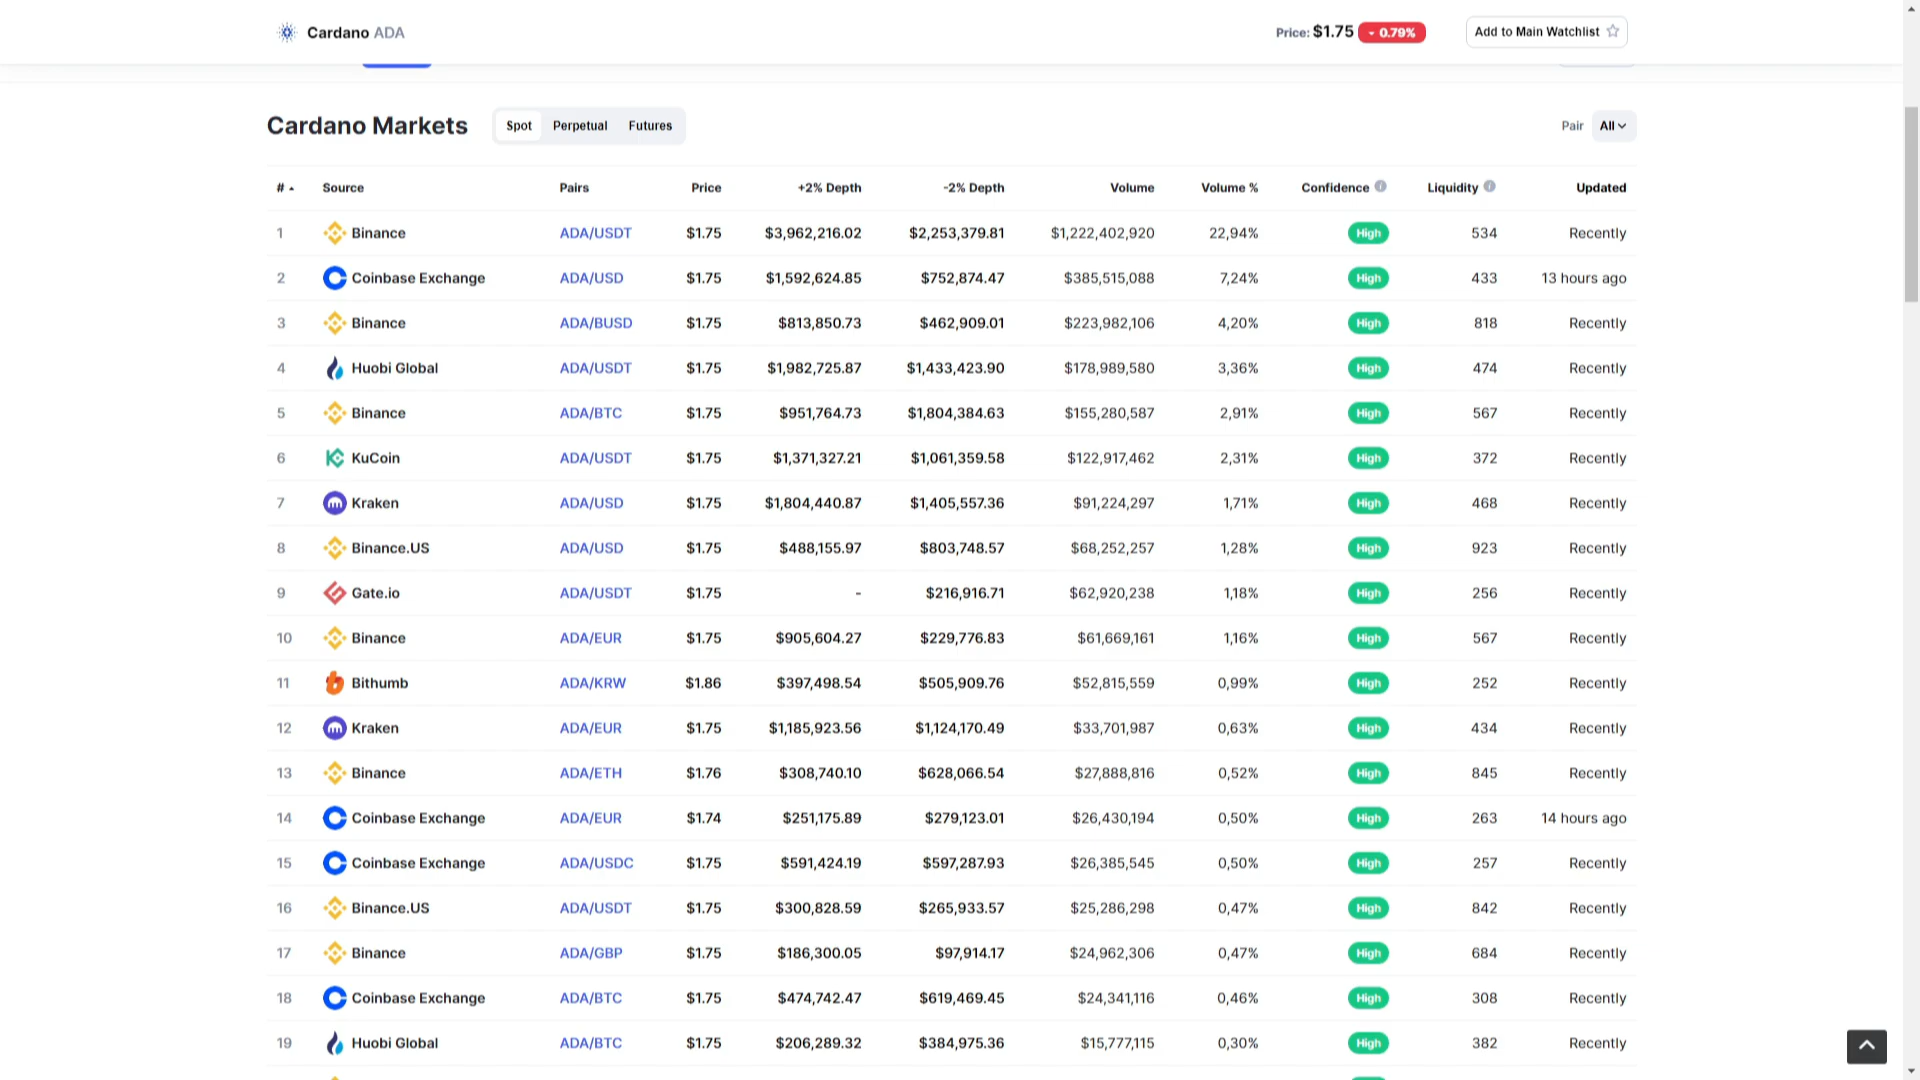 Cardano ADA Price: $1.75 0.79% Add to Main Watchlist
Cardano Markets Spot Perpetual Futures Pair All
# Source Pairs Price +2% Depth -2% Depth Volume Volume % Confidence Liquidity Updated
1 Binance ADA/USDT $1.75 $3,962,216.02 $2,253,379.81 $1,222,402,920 22,94% High 534 Recently
2 Coinbase Exchange ADA/USD $1.75 $1,592,624.85 $752,874.47 $385,515,088 7,24% High 433 13 hours ago
3 Binance ADA/BUSD $1.75 $813,850.73 $462,909.01 $223,982,106 4,20% High 818 Recently
4 Huobi Global ADA/USDT $1.75 $1,982,725.87 $1,433,423.90 $178,989,580 3,36% High 474 Recently
5 Binance ADA/BTC $1.75 $951,764.73 $1,804,384.63 $155,280,587 2,91% High 567 Recently
6 KuCoin ADA/USDT $1.75 $1,371,327.21 $1,061,359.58 $122,917,462 2,31% High 372 Recently
7 Kraken ADA/USD $1.75 $1,804,440.87 $1,405,557.36 $91,224,297 1,71% High 468 Recently
8 Binance.US ADA/USD $1.75 $488,155.97 $803,748.57 $68,252,257 1,28% High 923 Recently
9 Gate.io ADA/USDT $1.75 - $216,916.71 $62,920,238 1,18% High 256 Recently
10 Binance ADA/EUR $1.75 $905,604.27 $229,776.83 $61,669,161 1,16% High 567 Recently
11 Bithumb ADA/KRW $1.86 $397,498.54 $505,909.76 $52,815,559 0,99% High 252 Recently
12 Kraken ADA/EUR $1.75 $1,185,923.56 $1,124,170.49 $33,701,987 0,63% High 434 Recently
13 Binance ADA/ETH $1.76 $308,740.10 $628,066.54 $27,888,816 0,52% High 845 Recently
14 Coinbase Exchange ADA/EUR $1.74 $251,175.89 $279,123.01 $26,430,194 0,50% High 263 14 hours ago
15 Coinbase Exchange ADA/USDC $1.75 $591,424.19 $597,287.93 $26,385,545 0,50% High 257 Recently
16 Binance.US ADA/USDT $1.75 $300,828.59 $265,933.57 $25,286,298 0,47% High 842 Recently
17 Binance ADA/GBP $1.75 $186,300.05 $97,914.17 $24,962,306 0,47% High 684 Recently
18 Coinbase Exchange ADA/BTC $1.75 $474,742.47 $619,469.45 $24,341,116 0,46% High 308 Recently
19 Huobi Global ADA/BTC $1.75 $206,289.32 $384,975.36 $15,777,115 0,30% High 382 Recently